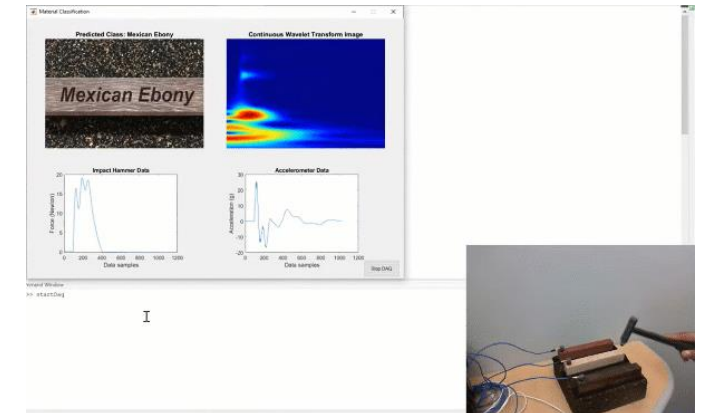 Material Classification
Predicted Class: Mexican Ebony
Continuous Wavelet Transform Image
Mexican Ebony
Impact Hammer Data
Accelerometer Data
Force (Newton)
20
15
10
5
0
0 200 400 600 800 1000 1200
Data samples
Acceleration (g)
30
20
10
0
-10
-20
0 200 400 600 800 1000 1200
Data samples
Stop DAQ
mmand Window
>> startDaq